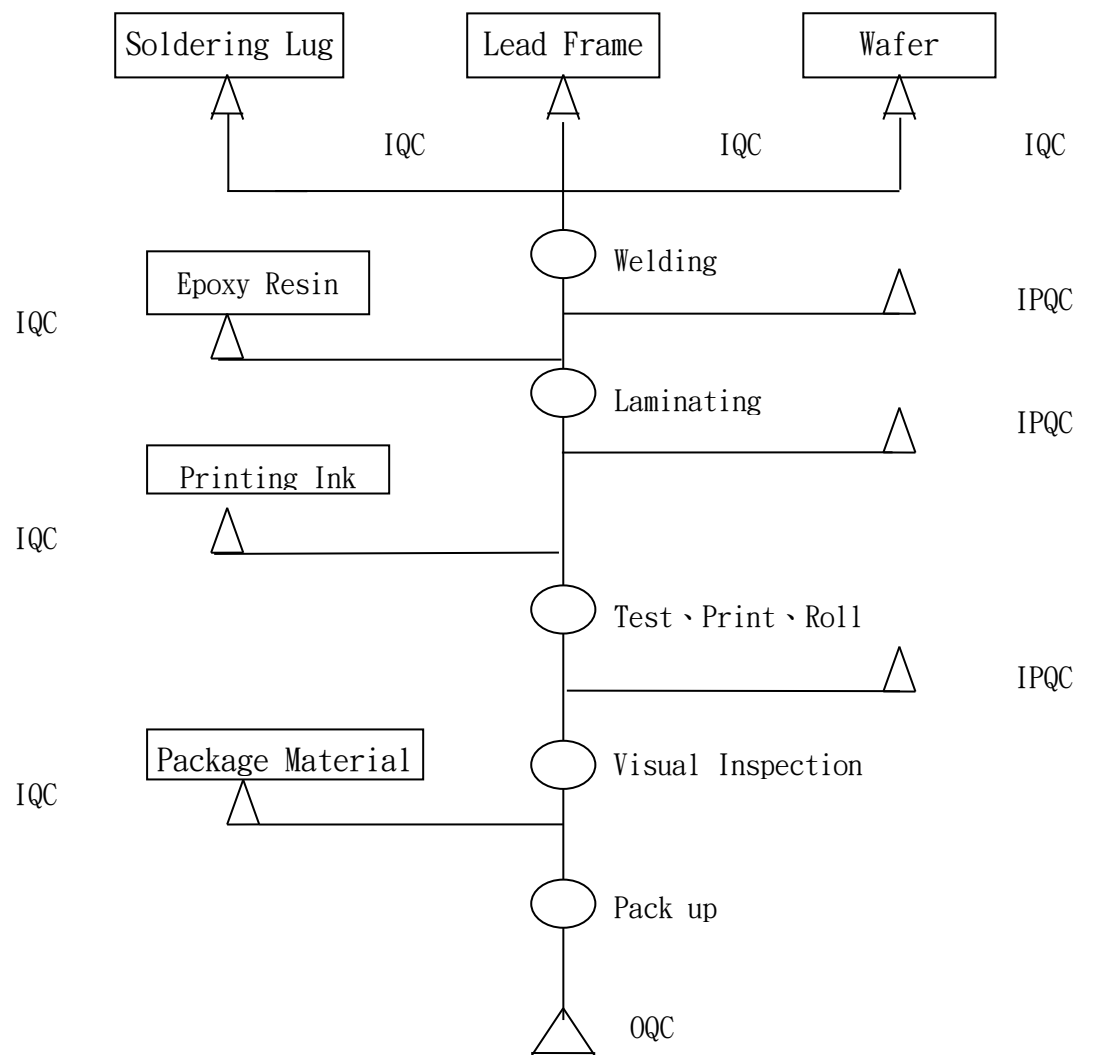 Soldering Lug
Lead Frame
Wafer
IQC
IQC
IQC
Welding
Epoxy Resin
IPQC
IQC
Laminating
IPQC
Printing Ink
IQC
Test、Print、Roll
IPQC
Package Material
Visual Inspection
IQC
Pack up
OQC